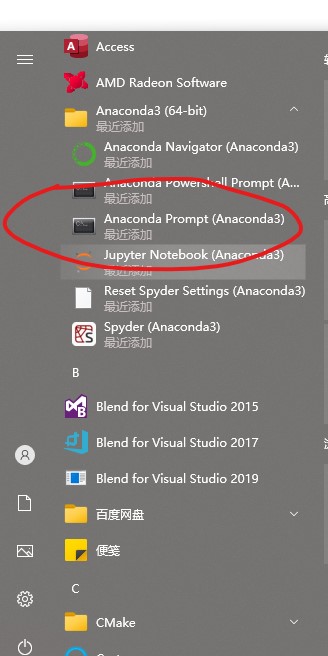 Access
AMD Radeon Software
Anaconda3 (64-bit)
最近添加
Anaconda Navigator (Anaconda3)
最近添加
Anaconda Powershell Prompt (A...
最近添加
Anaconda Prompt (Anaconda3)
最近添加
Jupyter Notebook (Anaconda3)
最近添加
Reset Spyder Settings (Anaconda3)
最近添加
Spyder (Anaconda3)
最近添加
B
Blend for Visual Studio 2015
Blend for Visual Studio 2017
Blend for Visual Studio 2019
百度网盘
便笺
C
CMake